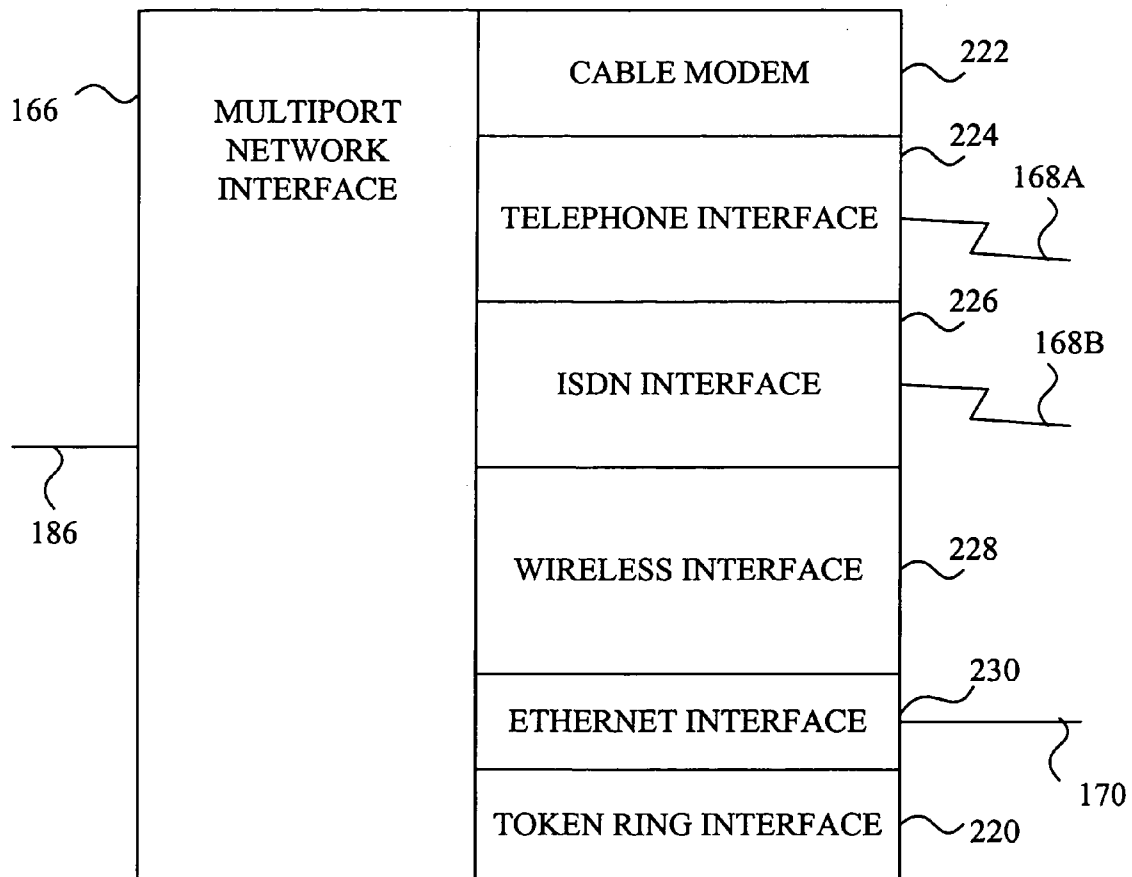 CABLE MODEM
222
166
MULTIPORT
NETWORK
INTERFACE
224
168A
TELEPHONE INTERFACE
226
168B
ISDN INTERFACE
186
WIRELESS INTERFACE
228
230
ETHERNET INTERFACE
170
TOKEN RING INTERFACE
220